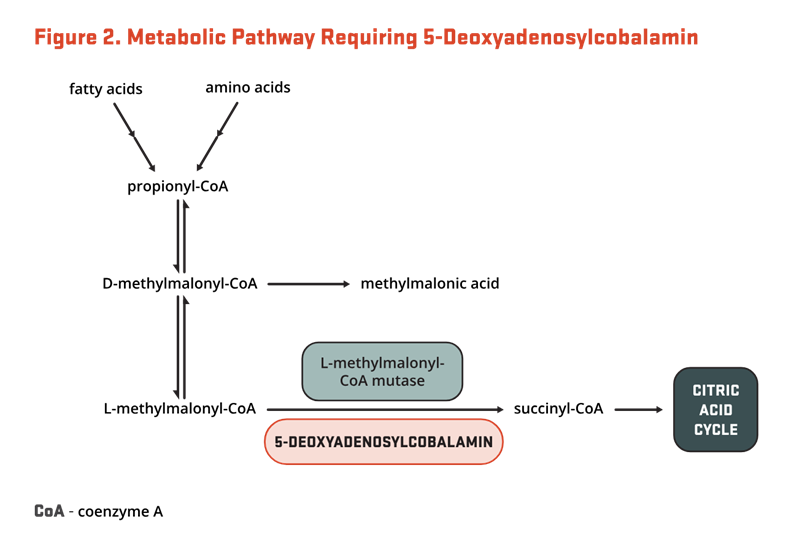 Figure 2. Metabolic Pathway Requiring 5-Deoxyadenosylcobalamin
fatty acids
amino acids
propionyl-CoA
D-methylmalonyl-CoA
methylmalonic acid
L-methylmalonyl-
CoA mutase
L-methylmalonyl-CoA
succinyl-CoA
CITRIC
ACID
CYCLE
5-DEOXYADENOSYLCOBALAMIN
CoA - coenzyme A